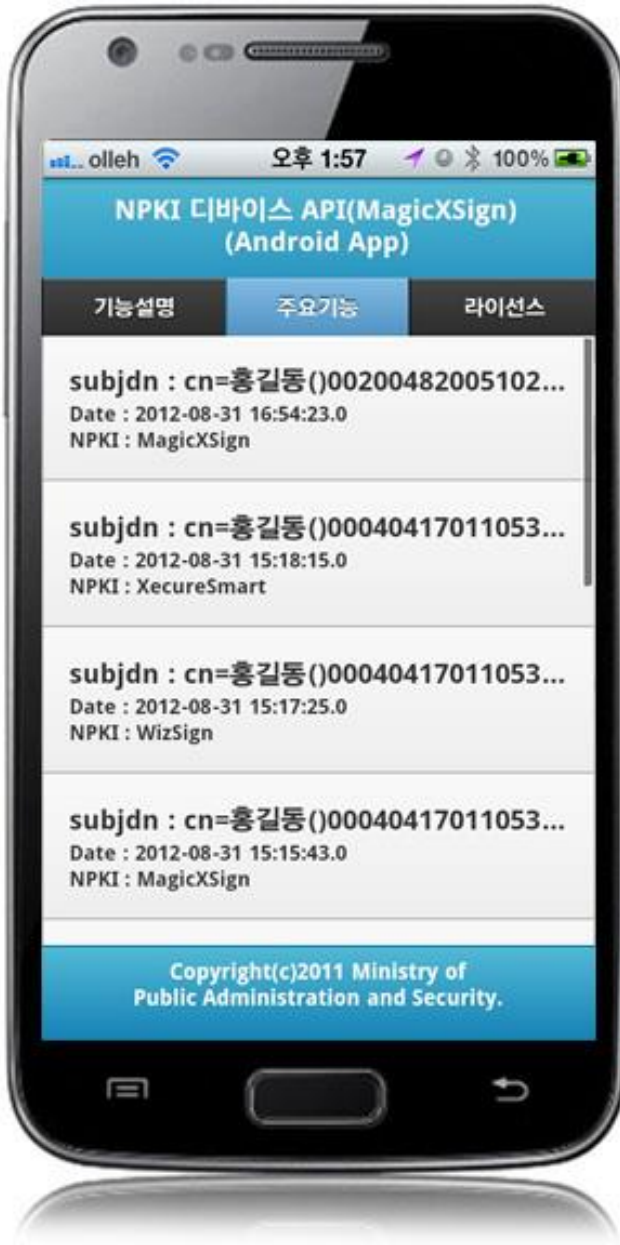 olleh 오후 1:57 100%
NPKI 디바이스 API(MagicXSign)
(Android App)
기능설명 주요기능 라이선스
subjdn : cn=홍길동()00200482005102...
Date : 2012-08-31 16:54:23.0
NPKI : MagicXSign
subjdn : cn=홍길동()00040417011053...
Date : 2012-08-31 15:18:15.0
NPKI : XecureSmart
subjdn : cn=홍길동()00040417011053...
Date : 2012-08-31 15:17:25.0
NPKI : WizSign
subjdn : cn=홍길동()00040417011053...
Date : 2012-08-31 15:15:43.0
NPKI : MagicXSign
Copyright(c)2011 Ministry of
Public Administration and Security.